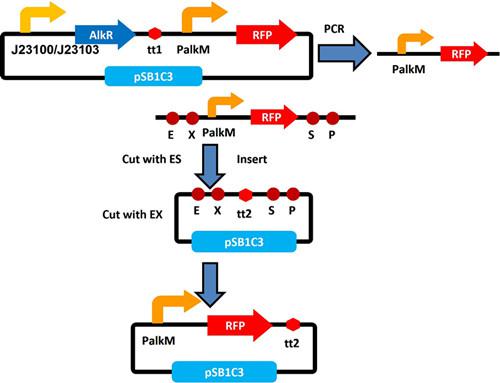 J23100/J23103 AlkR tt1 PalkM RFP
pSB1C3
PCR
PalkM RFP
E X PalkM RFP S P
Cut with ES Insert
Cut with EX
E X tt2 S P
pSB1C3
PalkM RFP tt2
pSB1C3